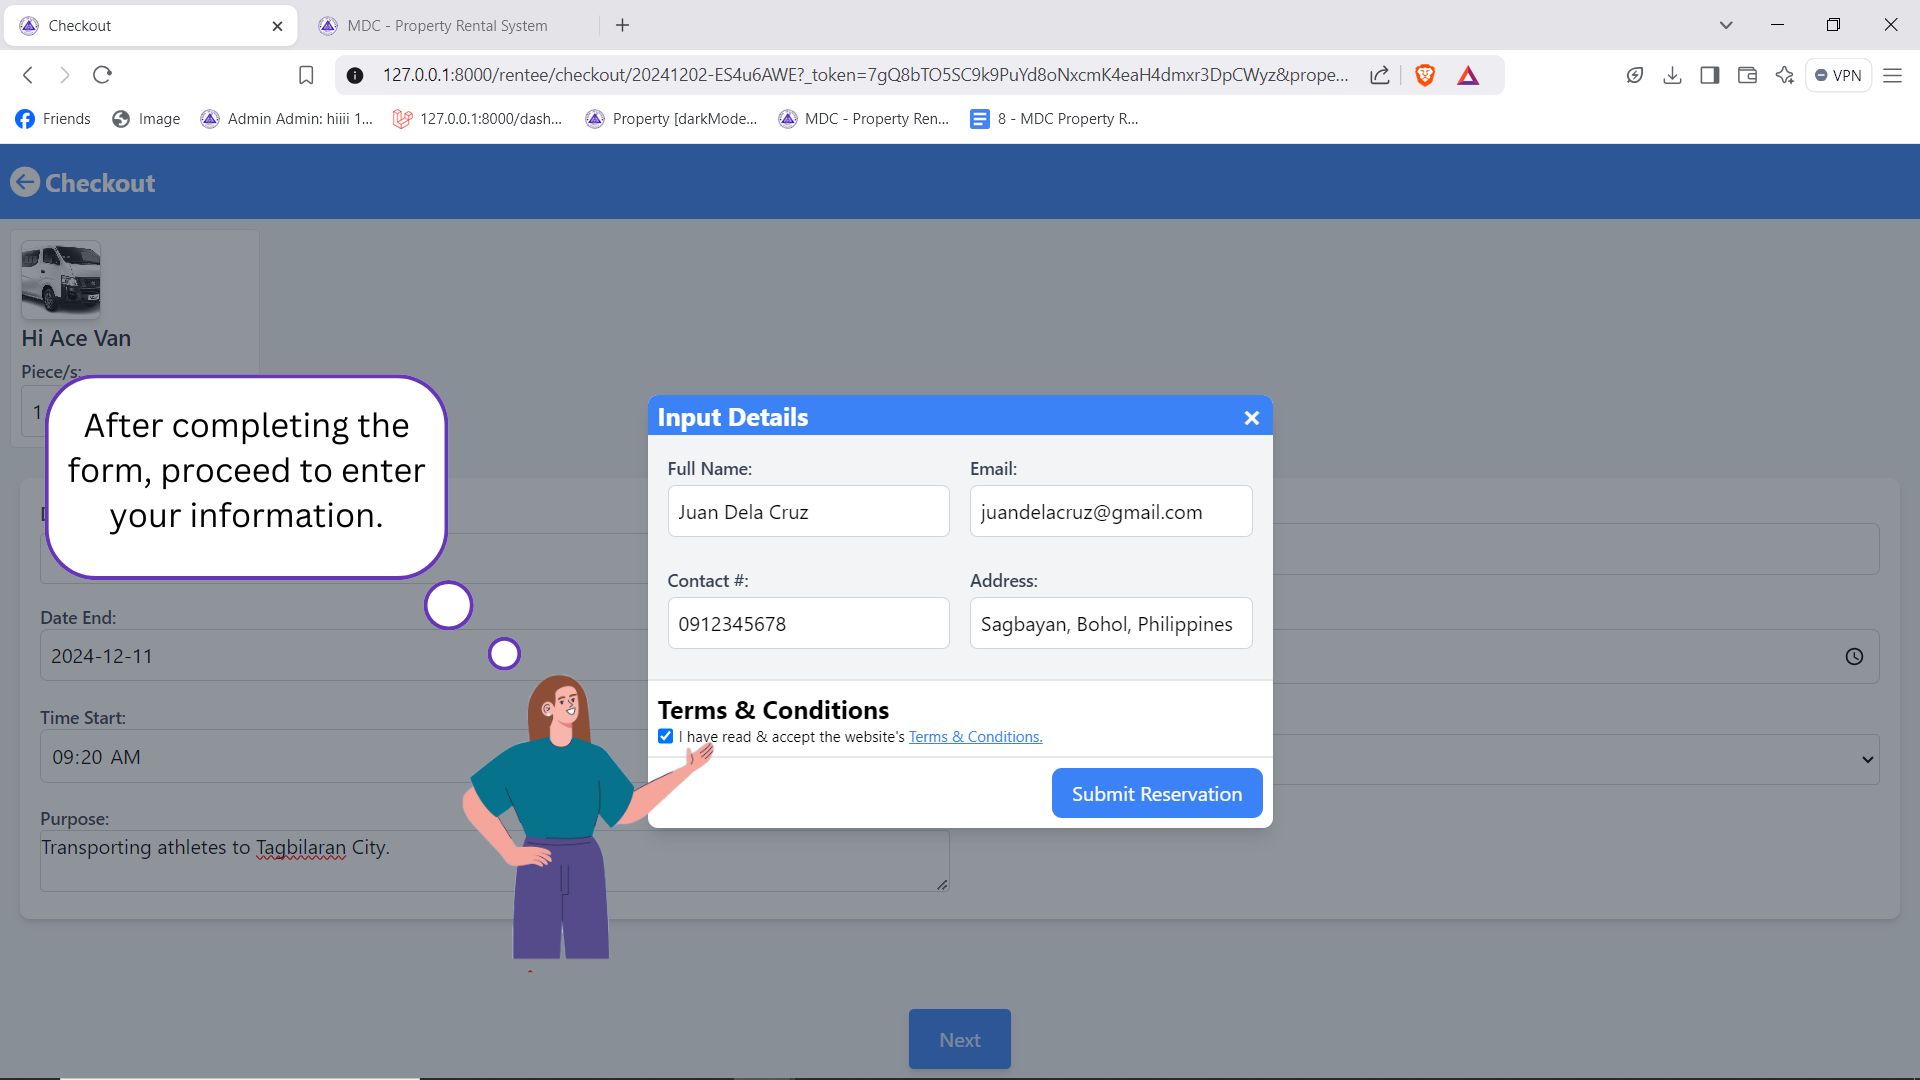 Checkout
MDC - Property Rental System
127.0.0.1:8000/rentee/checkout/20241202-ES4u6AWE?_token=7gQ8bTO5SC9k9PuYd8oNxcmK4eaH4dmxr3DpCWyz&prope...
VPN
Friends
Image
Admin Admin: hiiii 1...
127.0.0.1:8000/dash...
Property [darkMode...
MDC - Property Ren...
8 - MDC Property R...
Checkout
Hi Ace Van
Piece/s:
1
After completing the
form, proceed to enter
your information.
Date End:
2024-12-11
Time Start:
09:20 AM
Purpose:
Transporting athletes to Tagbilaran City.
Input Details
Full Name:
Juan Dela Cruz
Email:
juandelacruz@gmail.com
Contact #:
0912345678
Address:
Sagbayan, Bohol, Philippines
Terms & Conditions
I have read & accept the website's Terms & Conditions.
Submit Reservation
Next